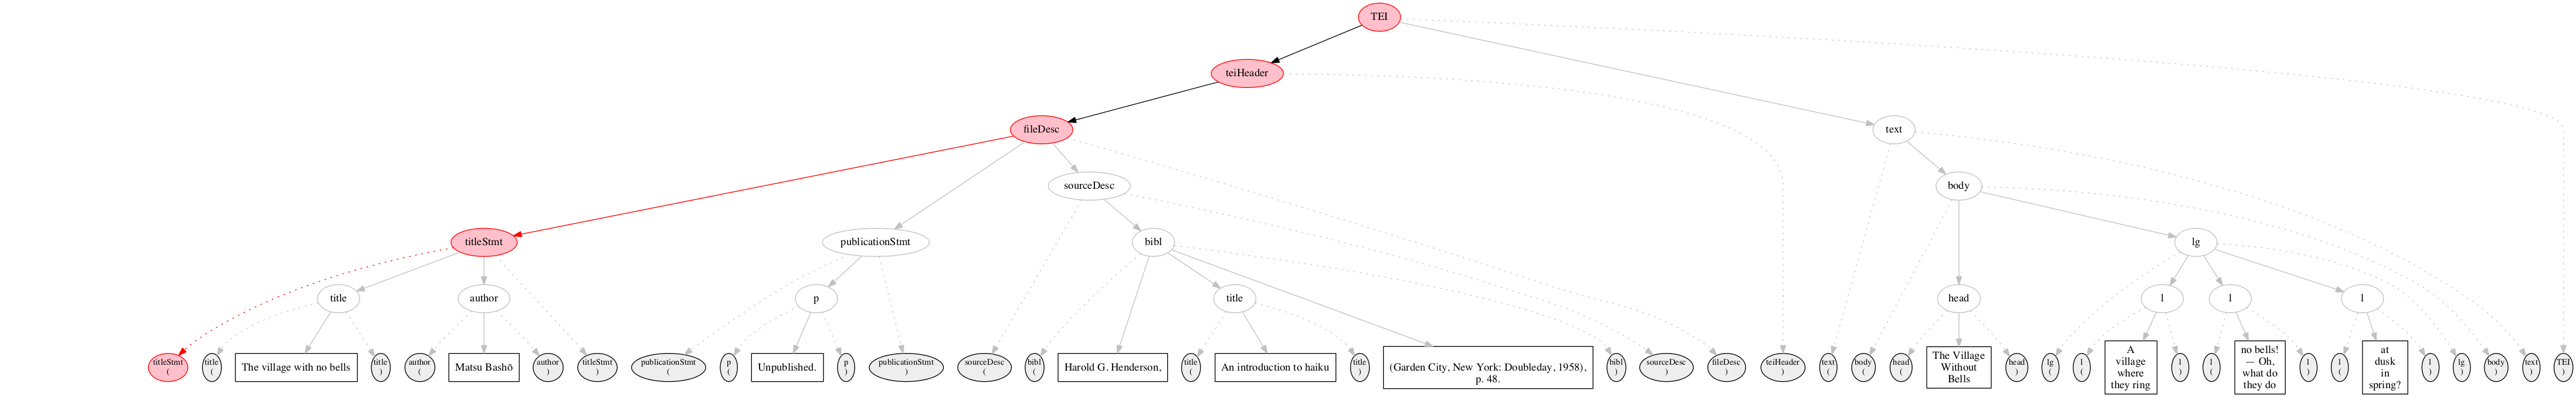 TEI
teiHeader
fileDesc
text
sourceDesc
body
titleStmt
publicationStmt
bibl
lg
title
author
p
title
head
l
l
l
titleStmt
(
title
(
The village with no bells
title
)
author
(
Matsu Bashō
author
)
titleStmt
)
publicationStmt
(
p
(
Unpublished.
p
)
publicationStmt
)
sourceDesc
(
bibl
(
Harold G. Henderson,
title
(
An introduction to haiku
title
)
(Garden City, New York: Doubleday, 1958),
p. 48.
bibl
)
sourceDesc
(
fileDesc
)
teiHeader
)
text
(
body
(
head
(
The Village
Without
Bells
head
)
lg
(
l
(
A
village
where
they ring
l
)
l
(
no bells!
— Oh,
what do
they do
l
)
l
(
at
dusk
in
spring?
l
)
lg
)
body
)
text
)
TEI
)